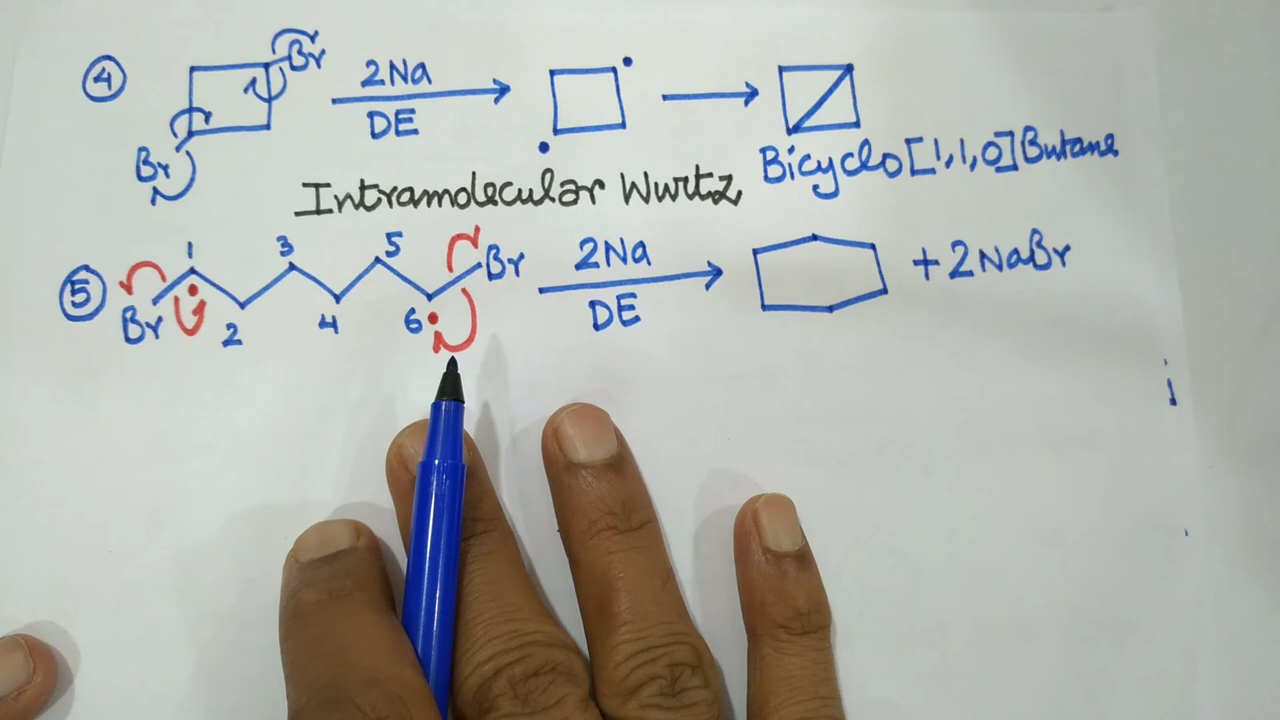 ④ Br 2Na
DE
Br Bicyclo[1,1,0]Butane
Intramolecular Wurtz
⑤ 1 3 5 Br 2Na + 2NaBr
Br 2 4 6 DE